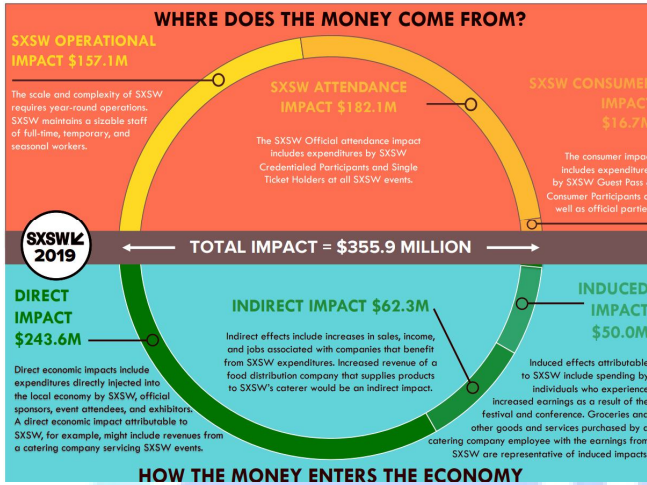 WHERE DOES THE MONEY COME FROM?
SXSW OPERATIONAL
IMPACT $157.1M
The scale and complexity of SXSW
requires year-round operations.
SXSW maintains a sizable staff
of full-time, temporary, and
seasonal workers.
SXSW ATTENDANCE
IMPACT $182.1M
The SXSW Official attendance impact
includes expenditures by SXSW
Credentialed Participants and Single
Ticket Holders at all SXSW events.
SXSW CONSUMER
IMPAC
$16.7M
The consumer impac
includes expenditure
by SXSW Guest Pass
Consumer Participants
well as official partie
SXSW
2019
TOTAL IMPACT = $355.9 MILLION
DIRECT
IMPACT
$243.6M
Direct economic impacts include
expenditures directly injected into
the local economy by SXSW, official
sponsors, event attendees, and exhibitors.
A direct economic impact attributable to
SXSW, for example, might include revenues from
a catering company servicing SXSW events.
INDIRECT IMPACT $62.3M
Indirect effects include increases in sales, income,
and jobs associated with companies that benefit
from SXSW expenditures. Increased revenue of a
food distribution company that supplies products
to SXSW's caterer would be an indirect impact.
INDUCED
IMPACT
$50.0M
Induced effects attributable
to SXSW include spending by
individuals who experience
increased earnings as a result of the
festival and conference. Groceries and
other goods and services purchased by a
catering company employee with the earnings from
SXSW are representative of induced impacts
HOW THE MONEY ENTERS THE ECONOMY